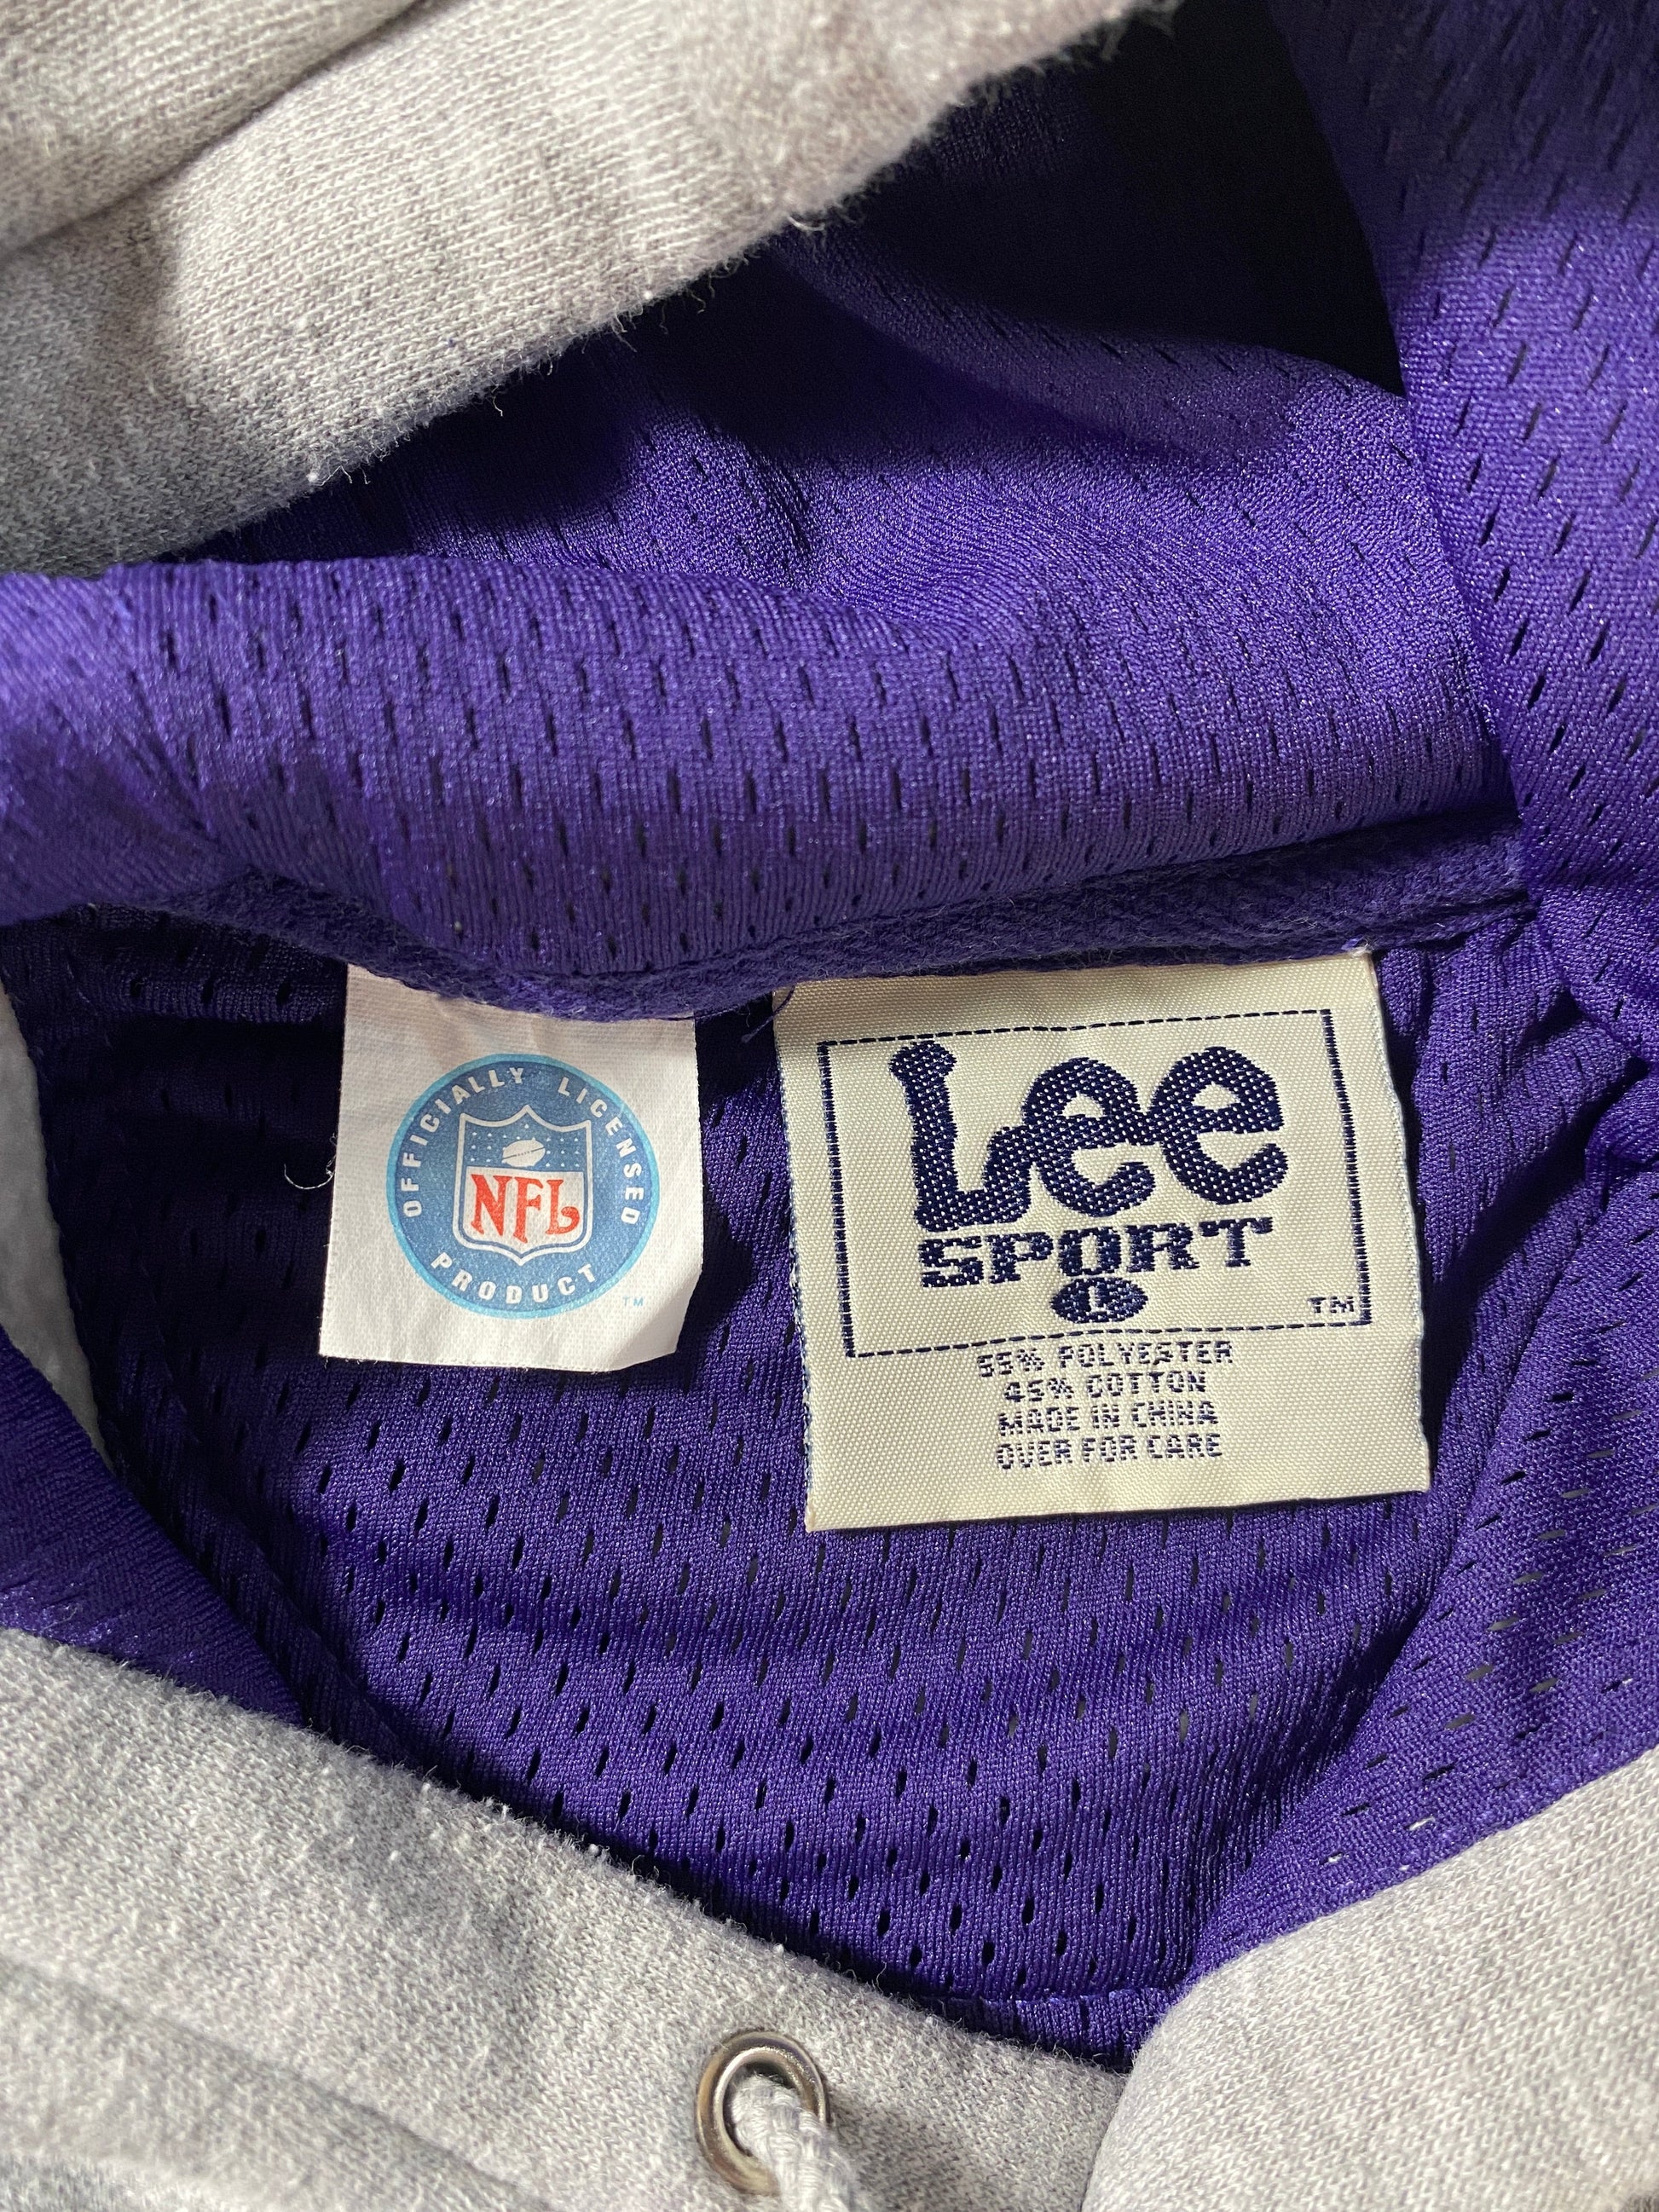 OFFICIALLY LICENSED
NFL
PRODUCT
TM
Lee
SPORT
L
TM
55% POLYESTER
45% COTTON
MADE IN CHINA
OVER FOR CARE